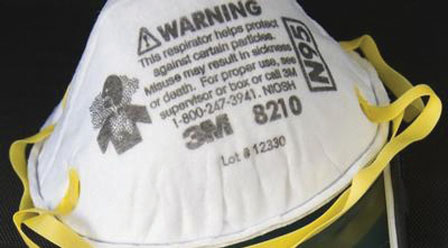 WARNING
This respirator helps protect
against certain particles.
Misuse may result in sickness
or death. For proper use, see
supervisor or box or call 3M
1-800-247-3941. NIOSH
N95
3M 8210
Lot # 12330